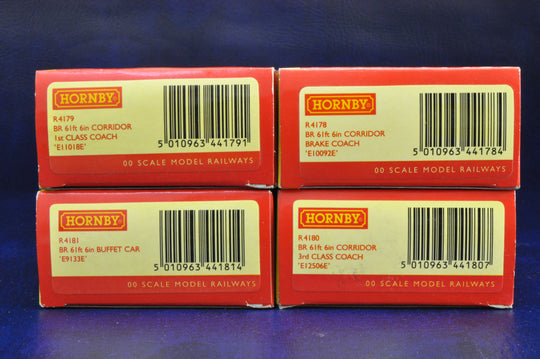 HORNBY
R4179
BR 61ft 6in CORRIDOR
1st CLASS COACH
'E11018E'
5 010963 441791
00 SCALE MODEL RAILWAYS
HORNBY
R4178
BR 61ft 6in CORRIDOR
BRAKE COACH
'E10092E'
5 010963 441784
00 SCALE MODEL RAILWAYS
HORNBY
R4181
BR 61ft 6in BUFFET CAR
'E9133E'
5 010963 441814
00 SCALE MODEL RAILWAYS
HORNBY
R4180
BR 61ft 6in CORRIDOR
3rd CLASS COACH
'E12506E'
5 010963 441807
00 SCALE MODEL RAILWAYS